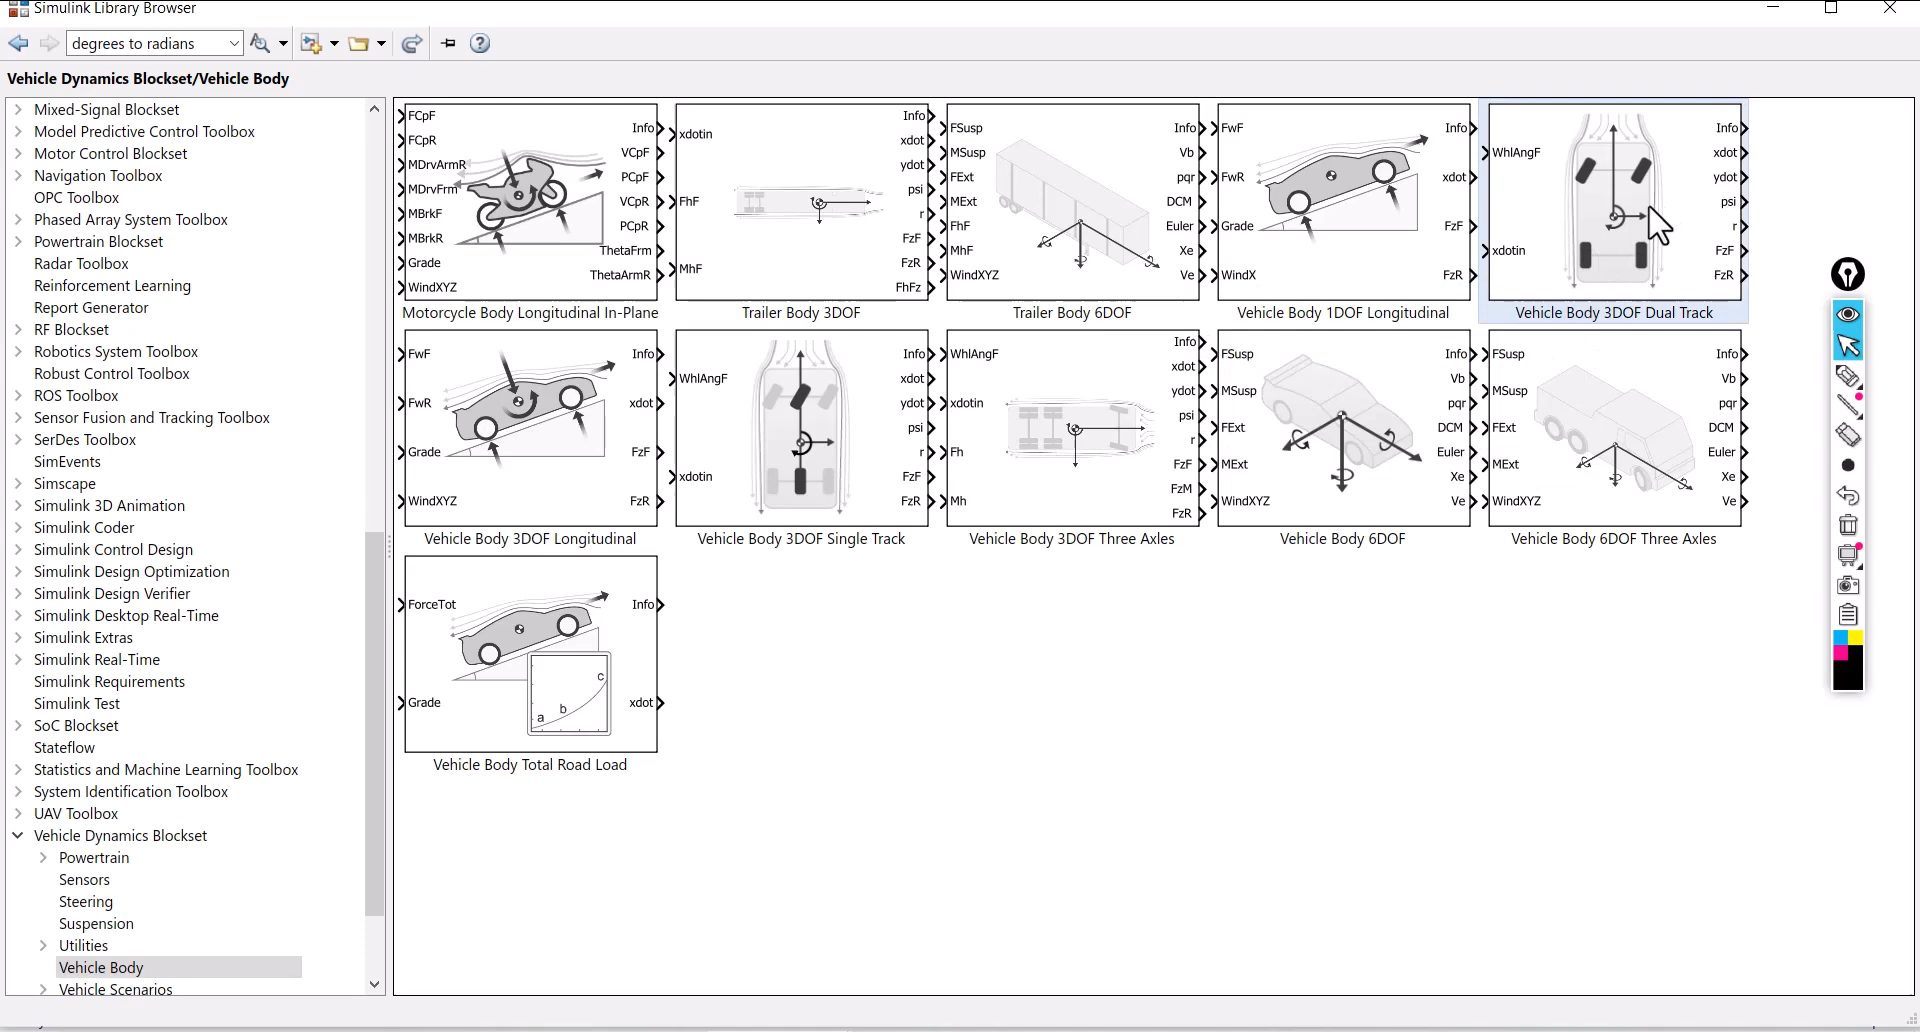 Simulink Library Browser
degrees to radians
Vehicle Dynamics Blockset/Vehicle Body
Mixed-Signal Blockset
Model Predictive Control Toolbox
Motor Control Blockset
Navigation Toolbox
OPC Toolbox
Phased Array System Toolbox
Powertrain Blockset
Radar Toolbox
Reinforcement Learning
Report Generator
RF Blockset
Robotics System Toolbox
Robust Control Toolbox
ROS Toolbox
Sensor Fusion and Tracking Toolbox
SerDes Toolbox
SimEvents
Simscape
Simulink 3D Animation
Simulink Coder
Simulink Control Design
Simulink Design Optimization
Simulink Design Verifier
Simulink Desktop Real-Time
Simulink Extras
Simulink Real-Time
Simulink Requirements
Simulink Test
SoC Blockset
Stateflow
Statistics and Machine Learning Toolbox
System Identification Toolbox
UAV Toolbox
Vehicle Dynamics Blockset
Powertrain
Sensors
Steering
Suspension
Utilities
Vehicle Body
Vehicle Scenarios
FCpF
FCpR
MDrvArmR
MDrvFrm
MBrkF
MBrkR
Grade
WindXYZ
Info
VCpF
PCpF
VCpR
PCpR
ThetaFrm
ThetaArmR
Motorcycle Body Longitudinal In-Plane
xdotin
FhF
MhF
Info
xdot
ydot
psi
r
FzF
FzR
FhFz
Trailer Body 3DOF
FSusp
MSusp
FExt
MExt
FhF
MhF
WindXYZ
Info
Vb
pqr
DCM
Euler
Xe
Ve
Trailer Body 6DOF
FwF
FwR
Grade
WindX
Info
xdot
FzF
FzR
Vehicle Body 1DOF Longitudinal
WhlAngF
xdotin
Info
xdot
ydot
psi
r
FzF
FzR
Vehicle Body 3DOF Dual Track
FwF
FwR
Grade
WindXYZ
Info
xdot
FzF
FzR
Vehicle Body 3DOF Longitudinal
WhlAngF
xdotin
Info
xdot
ydot
psi
r
FzF
FzR
Vehicle Body 3DOF Single Track
WhlAngF
xdotin
Fh
Mh
Info
xdot
ydot
psi
r
FzF
FzM
FzR
Vehicle Body 3DOF Three Axles
FSusp
MSusp
FExt
MExt
WindXYZ
Info
Vb
pqr
DCM
Euler
Xe
Ve
Vehicle Body 6DOF
FSusp
MSusp
FExt
MExt
WindXYZ
Info
Vb
pqr
DCM
Euler
Xe
Ve
Vehicle Body 6DOF Three Axles
ForceTot
Grade
Info
xdot
a
b
c
Vehicle Body Total Road Load